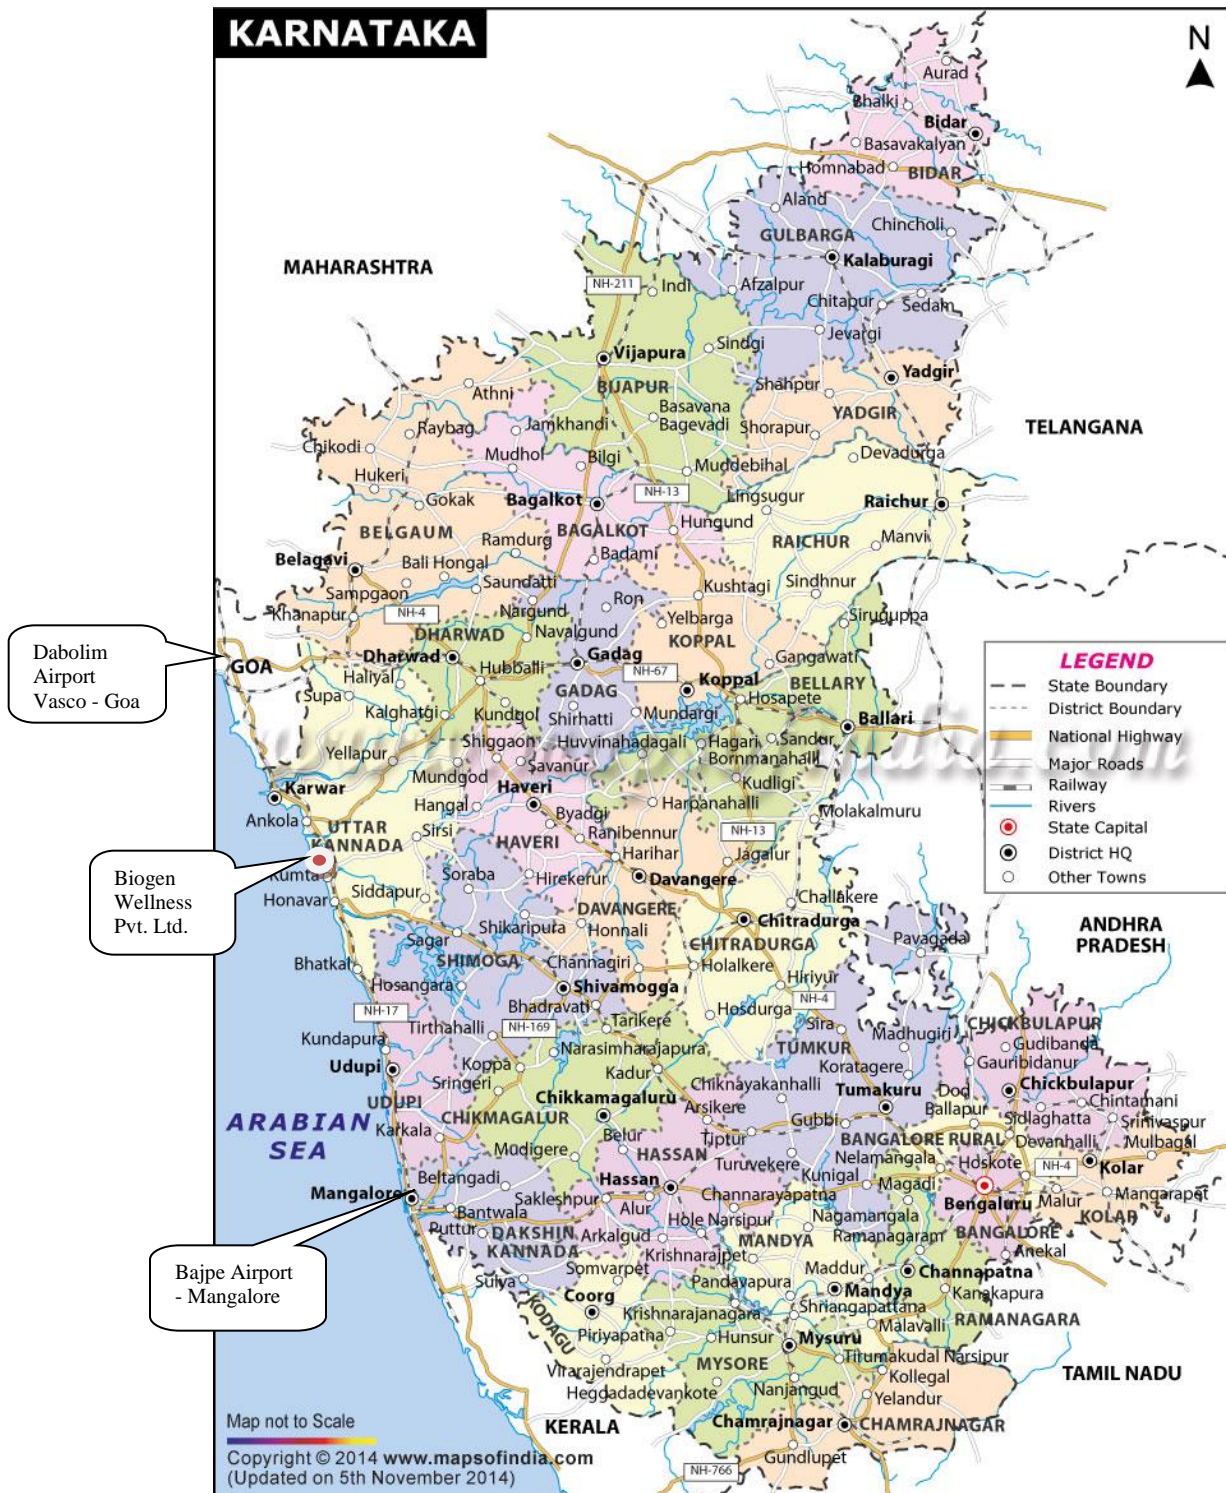 KARNATAKA
N
Aurad
Bhalki
Bidar
Basavakalyan
Homnabad
BIDAR
Aland
Chincholi
GULBARGA
Kalaburagi
MAHARASHTRA
NH-211
Indi
Afzalpur
Chitapur
Sedam
Jevargi
Sindgi
Vijapura
Yadgir
BIJAPUR
Shahpur
Athni
YADGIR
Basavana
Bagevadi
Raybag
Jamkhandi
Shorapur
TELANGANA
Chikodi
Mudhol
Bilgi
Muddebihal
Devadurga
Hukeri
NH-13
Lingsugur
Gokak
Bagalkot
Raichur
BELGAUM
BAGALKOT
Hungund
RAICHUR
Manvi
Ramdurg
Belagavi
Bali Hongal
Badami
Sampgaon
Saundatti
Kushtagi
Sindhnur
Khanapur
NH-4
Nargund
Ron
Yelbarga
Siruguppa
DHARWAD
Navalgund
KOPPAL
Dabolim
Airport
Vasco - Goa
GOA
Dharwad
Hubballi
Gadag
NH-67
Gangawati
Haliyal
GADAG
Koppal
BELLARY
Supa
Kalghatgi
Kundgol
Shirhatti
Mundargi
Hosapete
Ballari
LEGEND
State Boundary
District Boundary
National Highway
Major Roads
Railway
Rivers
State Capital
District HQ
Other Towns
Yellapur
Shiggaon
Huvvinahadagali
Hagari
Bornmanahalli
Sandur
Mundgod
Savanur
Kudligi
Karwar
Hangal
Haveri
Harpanahalli
Molakalmuru
Ankola
Byadgi
UTTAR
KANNADA
Sirsi
HAVERI
Ranibennur
NH-13
Biogen
Wellness
Pvt. Ltd.
Kumta
Harihar
Jagalur
Siddapur
Soraba
Hirekerur
Davangere
Challakere
Honavar
Shikaripura
DAVANGERE
Honnali
Chitradurga
CHITRADURGA
ANDHRA
PRADESH
Sagar
SHIMOGA
Pavagada
Bhatkal
Channagiri
Holalkere
Hosangara
Shivamogga
Hiriyur
NH-17
Bhadravati
Hosdurga
NH-4
Tirthahalli
NH-169
Tarikere
Sira
Madhugiri
CHICKBULAPUR
Kundapura
Narasimharajapura
TUMKUR
Gudibanda
Gauribidanur
Udupi
Koppa
Kadur
Koratagere
Sringeri
Chiknayakanhalli
Tumakuru
Dod
Ballapur
Chickbulapur
Chintamani
UDUPI
CHIKMAGALUR
Chikkamagaluru
Arsikere
Gubbi
Sidlaghatta
Srinivaspur
ARABIAN
SEA
Karkala
Belur
Tiptur
BANGALORE RURAL
Devanhalli
Mulbagal
Mudigere
HASSAN
Turuvekere
Nelamangala
Hoskote
NH-4
Kolar
Beltangadi
Kunigal
Mangalore
Sakleshpur
Hassan
Channarayapatna
Magadi
Bengaluru
Malur
Mangarapet
Bantwala
Alur
Nagamangala
KOLAR
Puttur
DAKSHIN
KANNADA
Arkalgud
Hole Narsipur
MANDYA
Ramanagaram
BANGALORE
Krishnarajpet
Anekal
Bajpe Airport
- Mangalore
Sulya
Somvarpet
Pandavapura
Maddur
Channapatna
Coorg
Mandya
Kanakapura
KODAGU
Krishnarajanagara
Shriangapattana
RAMANAGARA
Piriyapatna
Hunsur
Mysuru
Malavalli
Virarajendrapet
MYSORE
Tirumakudal Narsipur
TAMIL NADU
Heggadadevankote
Nanjangud
Kollegal
Yelandur
KERALA
Chamrajnagar
CHAMRAJNAGAR
Gundlupet
NH-766
Map not to Scale
Copyright © 2014 www.mapsofindia.com
(Updated on 5th November 2014)